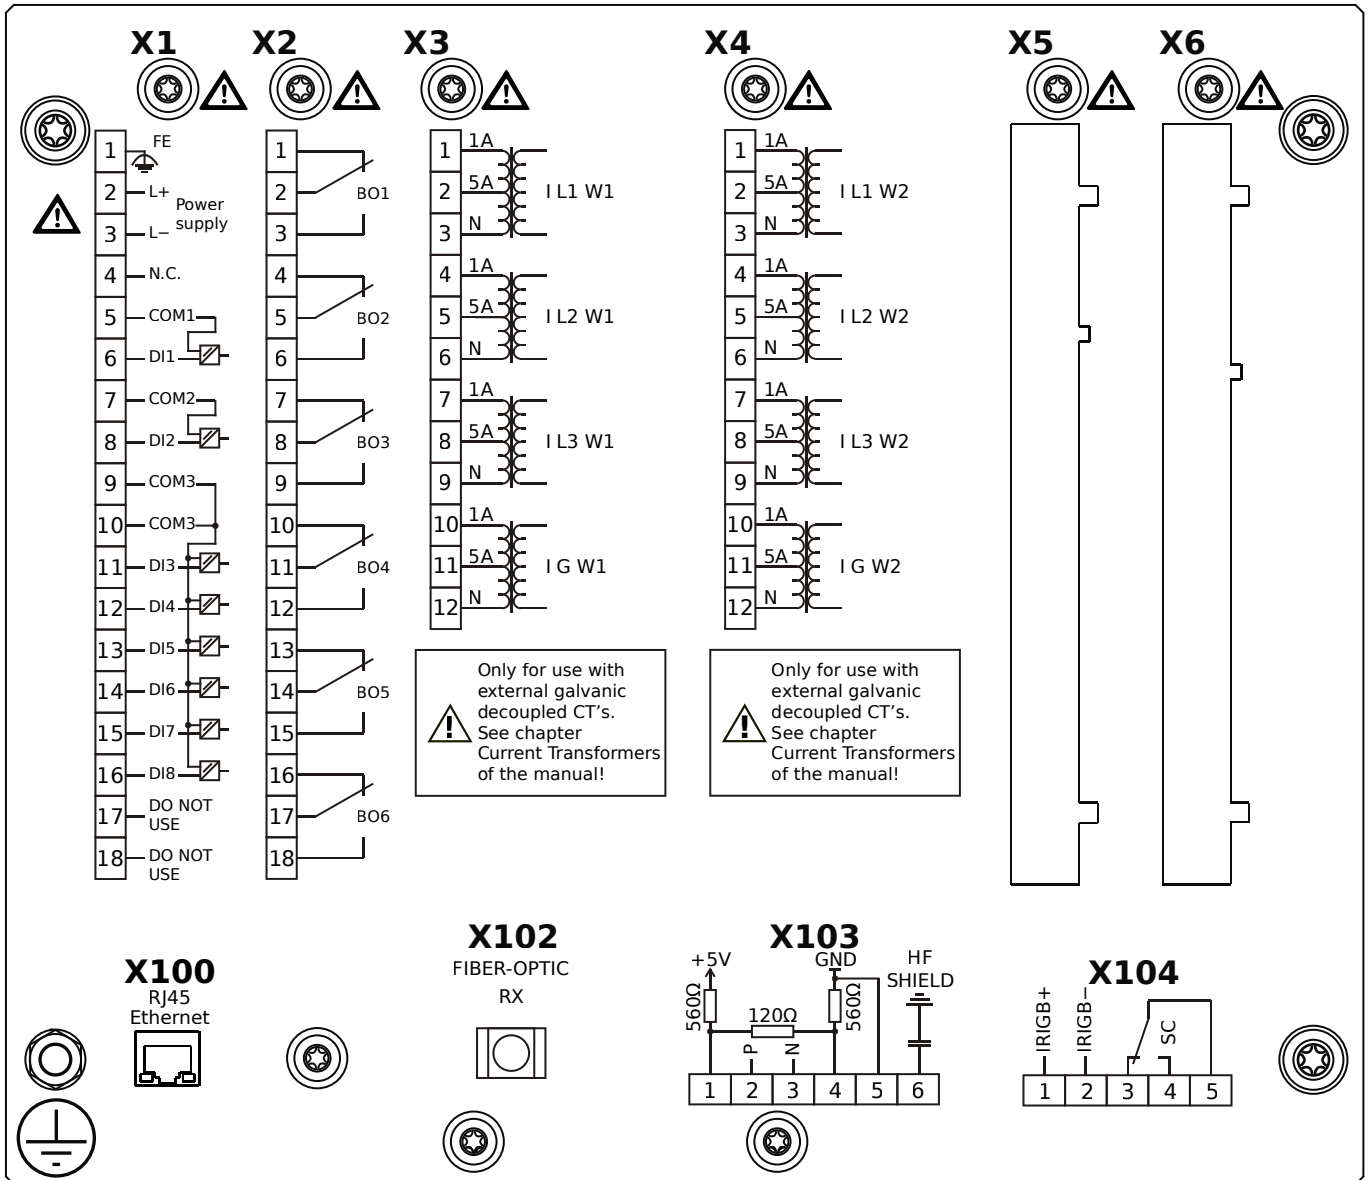 X1
X2
X3
X4
X5
X6
1
FE
2
L+
Power
supply
3
L−
4
N.C.
5
COM1
6
DI1
7
COM2
8
DI2
9
COM3
10
COM3
11
DI3
12
DI4
13
DI5
14
DI6
15
DI7
16
DI8
17
DO NOT
USE
18
DO NOT
USE
1
2
BO1
3
4
5
BO2
6
7
8
BO3
9
10
11
BO4
12
13
14
BO5
15
16
17
BO6
18
1
1A
2
5A
I L1 W1
3
N
4
1A
5
5A
I L2 W1
6
N
7
1A
8
5A
I L3 W1
9
N
10
1A
11
5A
I G W1
12
N
Only for use with
external galvanic
decoupled CT's.
See chapter
Current Transformers
of the manual!
1
1A
2
5A
I L1 W2
3
N
4
1A
5
5A
I L2 W2
6
N
7
1A
8
5A
I L3 W2
9
N
10
1A
11
5A
I G W2
12
N
Only for use with
external galvanic
decoupled CT's.
See chapter
Current Transformers
of the manual!
X100
RJ45
Ethernet
X102
FIBER-OPTIC
RX
X103
+5V
GND
HF
SHIELD
560Ω
120Ω
560Ω
P
N
1 2 3 4 5 6
X104
IRIGB+
IRIGB−
SC
1 2 3 4 5